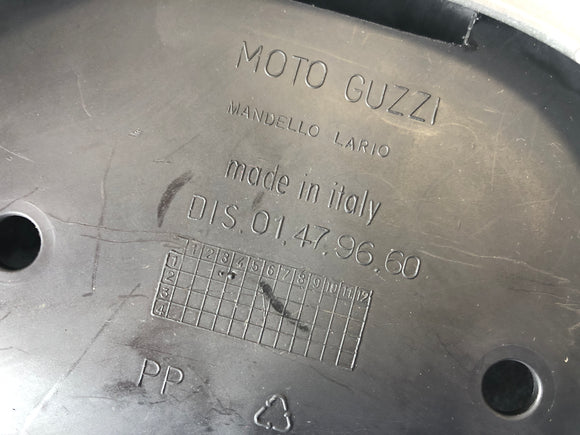 MOTO GUZZI
MANDELLO LARIO
made in italy
DIS. 01.47.96.60
1 2 3 4 5 6 7 8 9 10 11 12
1
2
3
4
PP